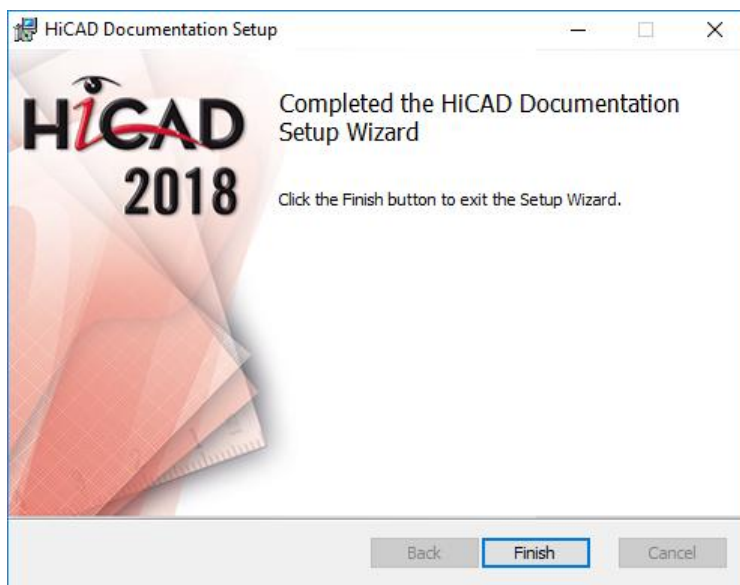 HiCAD Documentation Setup
HiCAD
2018
Completed the HiCAD Documentation
Setup Wizard
Click the Finish button to exit the Setup Wizard.
Back
Finish
Cancel